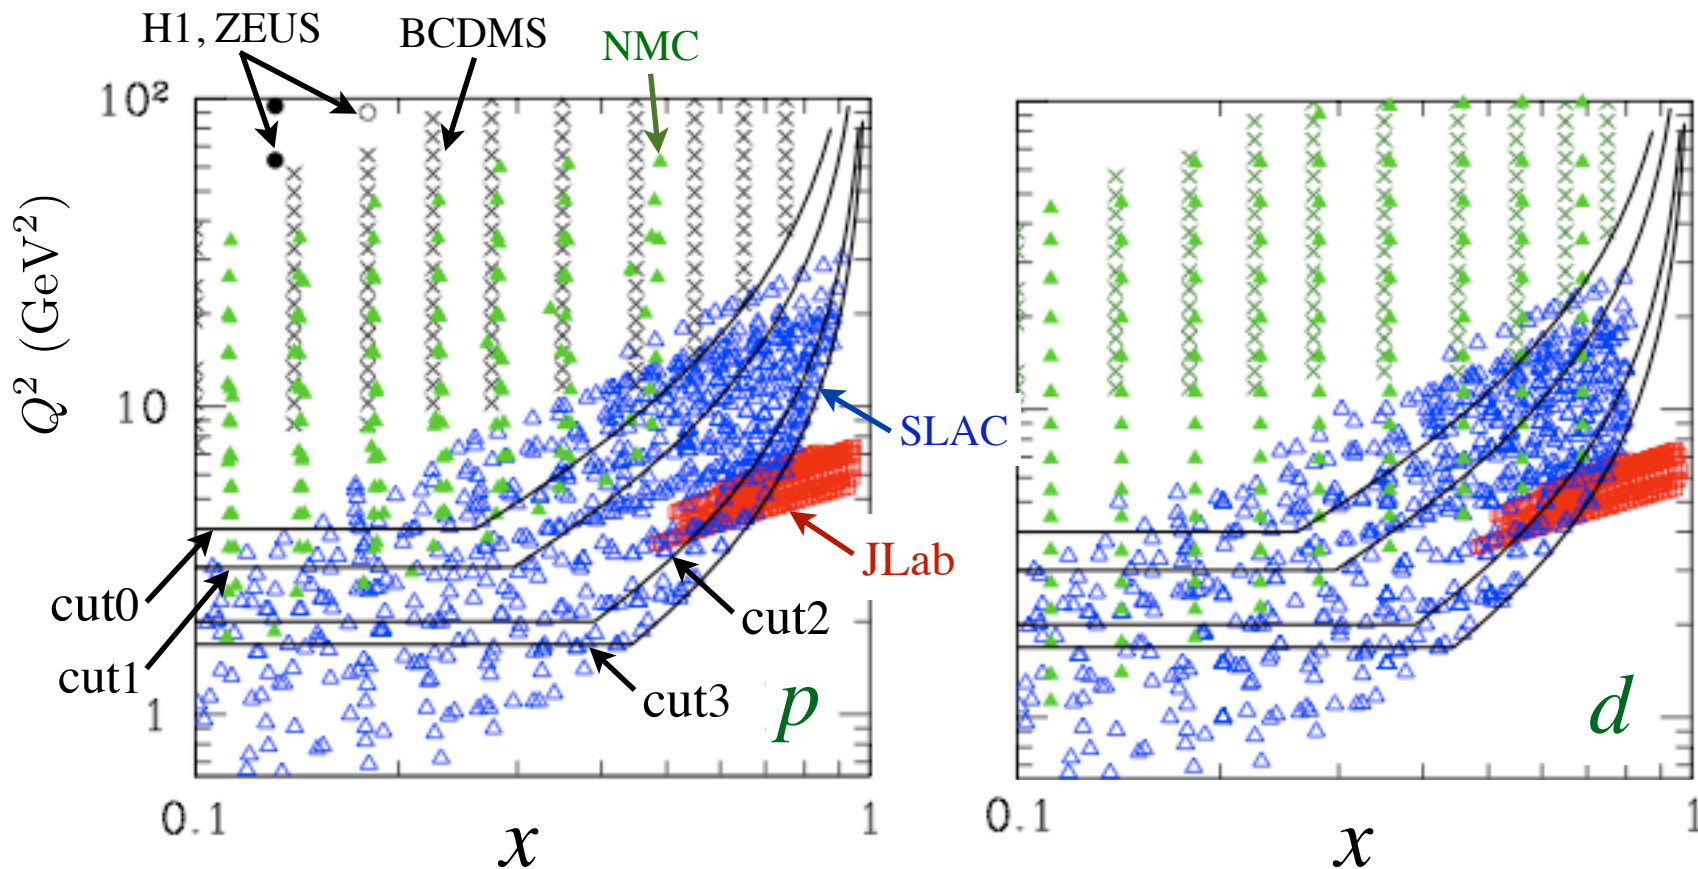 H1, ZEUS
BCDMS
NMC
10²
10
1
Q² (GeV²)
cut0
cut1
cut2
cut3
SLAC
JLab
p
d
0.1
1
0.1
1
x
x